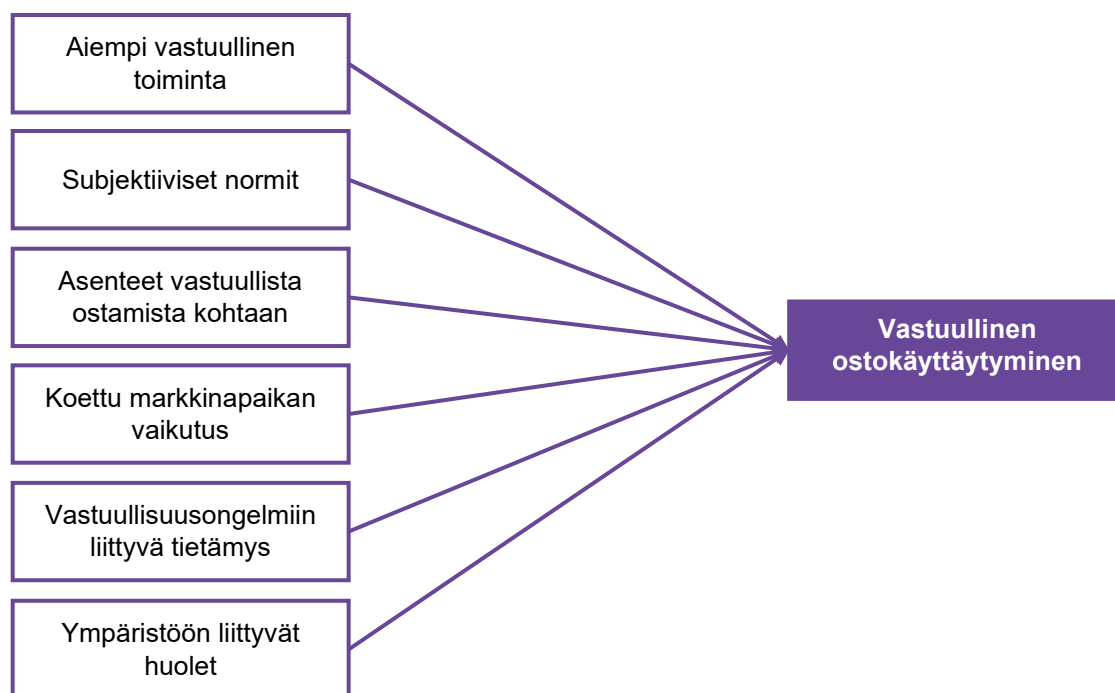 Aiempi vastuullinen
toiminta
Subjektiiviset normit
Asenteet vastuullista
ostamista kohtaan
Koettu markkinapaikan
vaikutus
Vastuullisuusongelmiin
liittyvä tietämys
Ympäristöön liittyvät
huolet
Vastuullinen
ostokäyttäytyminen